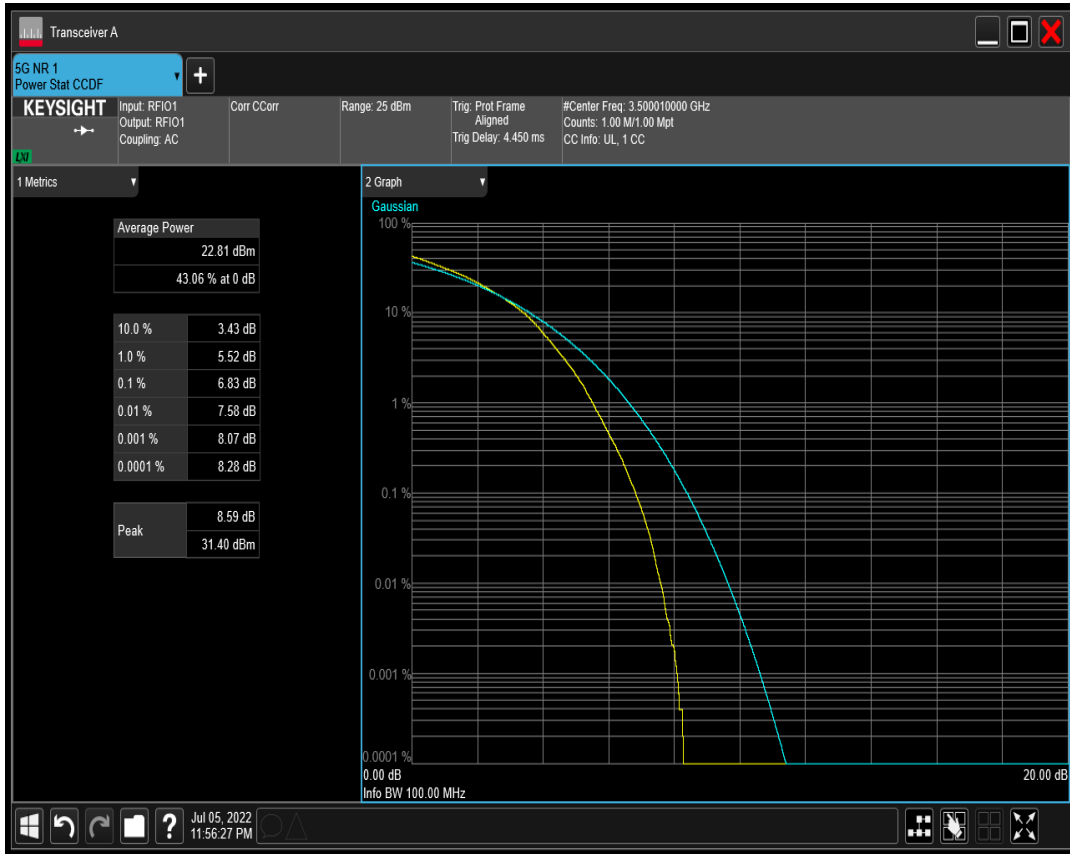 Transceiver A
5G NR 1
Power Stat CCDF
+
KEYSIGHT
LXI
Input: RFIO1
Output: RFIO1
Coupling: AC
Corr CCorr
Range: 25 dBm
Trig: Prot Frame
Aligned
Trig Delay: 4.450 ms
#Center Freq: 3.500010000 GHz
Counts: 1.00 M/1.00 Mpt
CC Info: UL, 1 CC
1 Metrics
Average Power
22.81 dBm
43.06 % at 0 dB
10.0 % 3.43 dB
1.0 % 5.52 dB
0.1 % 6.83 dB
0.01 % 7.58 dB
0.001 % 8.07 dB
0.0001 % 8.28 dB
Peak
8.59 dB
31.40 dBm
2 Graph
Gaussian
100 %
10 %
1 %
0.1 %
0.01 %
0.001 %
0.0001 %
0.00 dB 20.00 dB
Info BW 100.00 MHz
?
Jul 05, 2022
11:56:27 PM